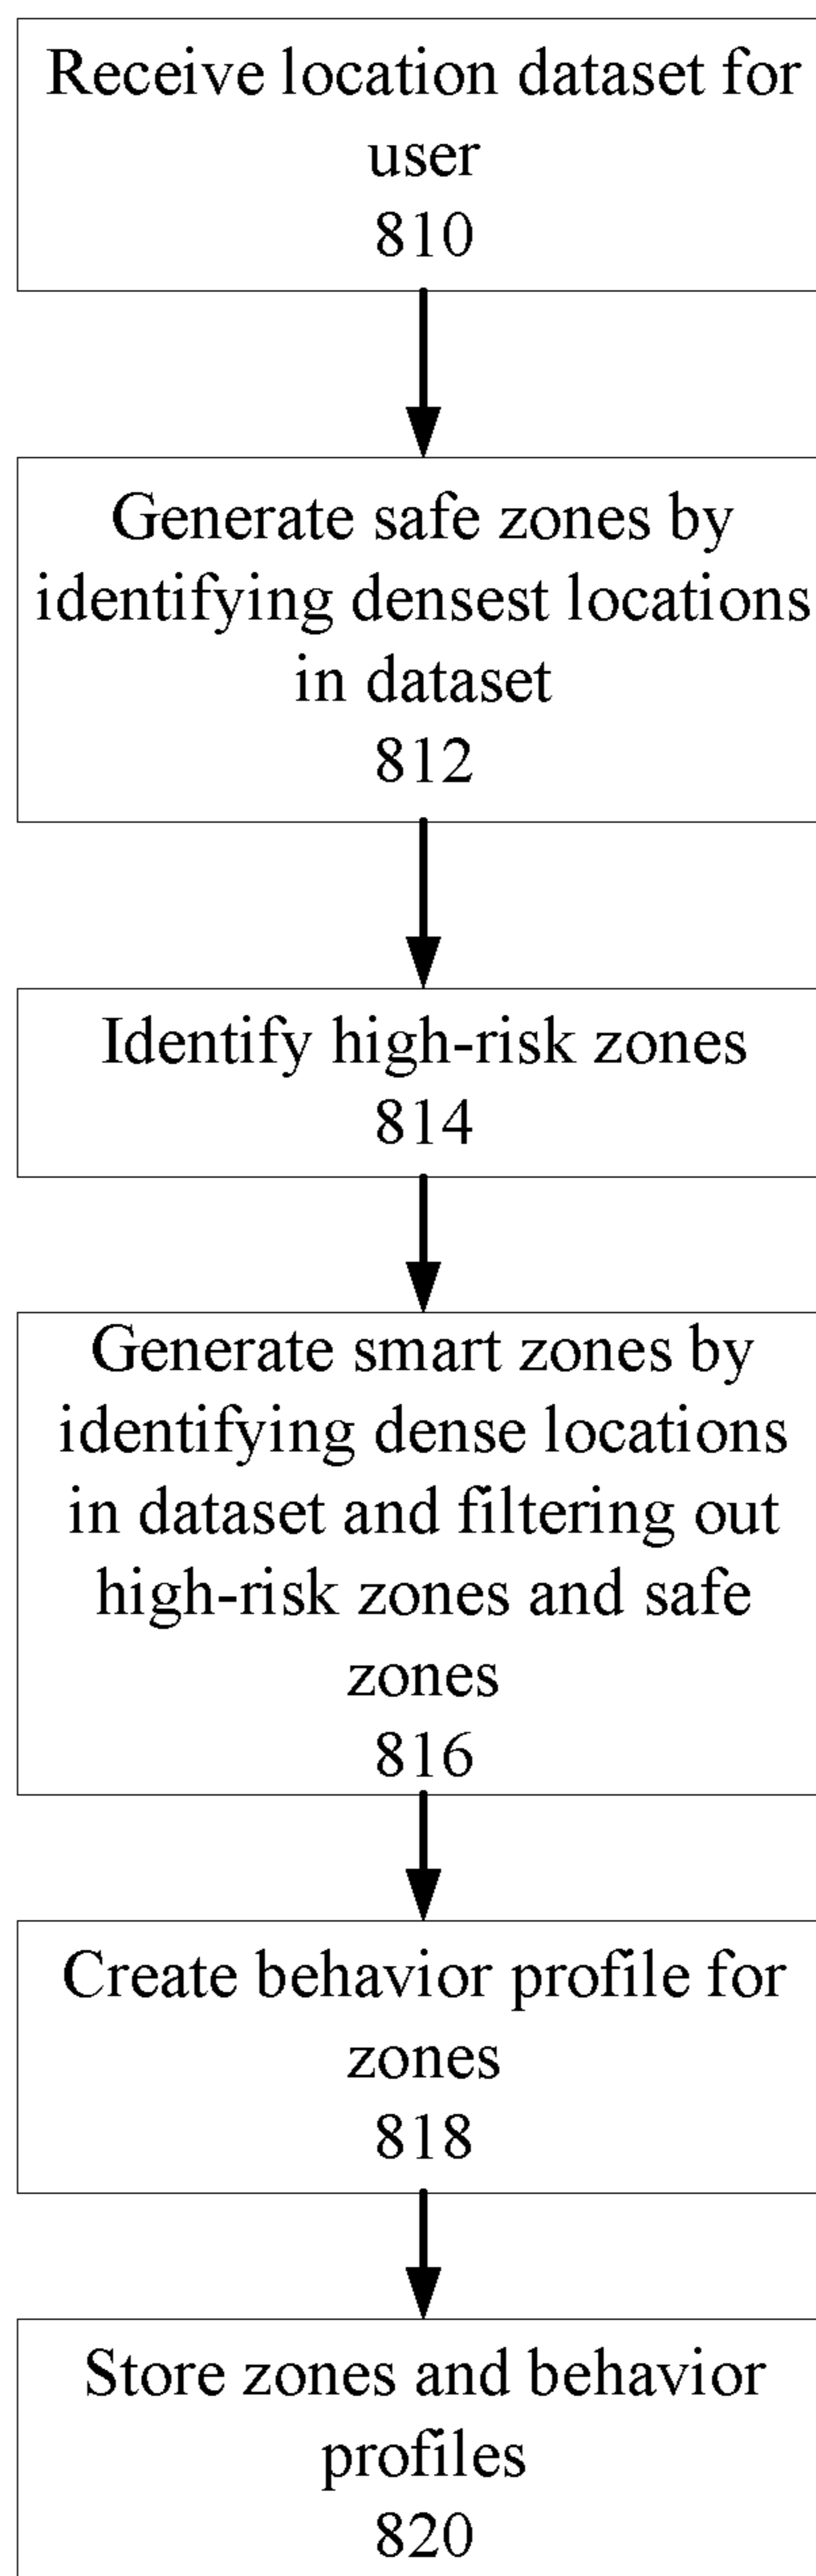 Receive location dataset for
user
810
Generate safe zones by
identifying densest locations
in dataset
812
Identify high-risk zones
814
Generate smart zones by
identifying dense locations
in dataset and filtering out
high-risk zones and safe
zones
816
Create behavior profile for
zones
818
Store zones and behavior
profiles
820